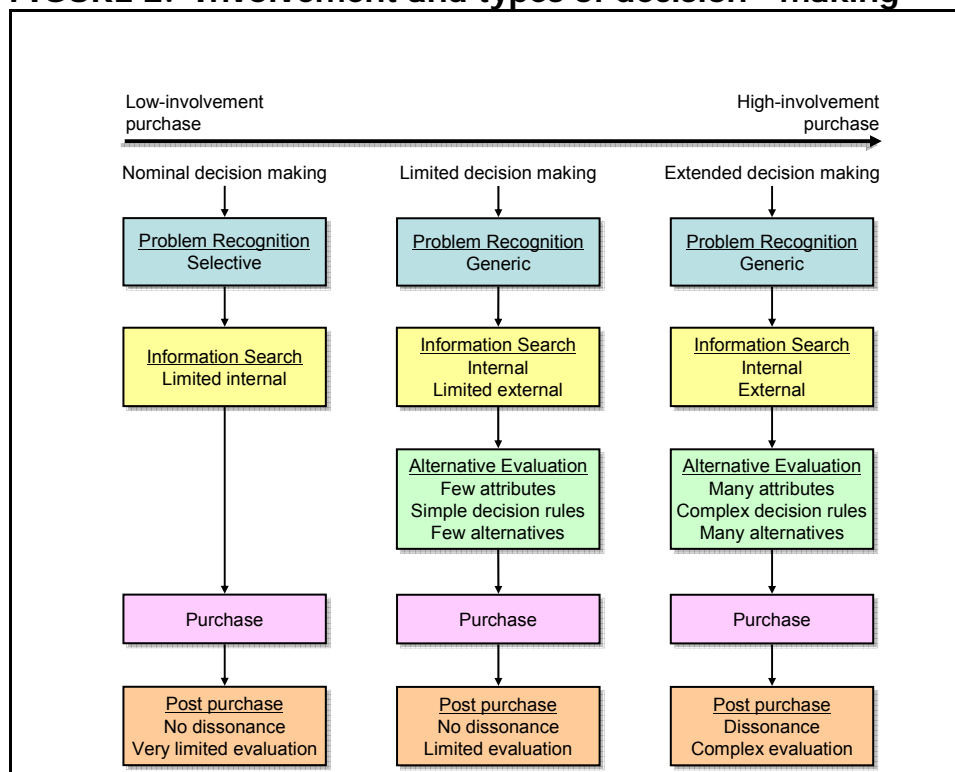 Low-involvement
purchase
High-involvement
purchase
Nominal decision making
Limited decision making
Extended decision making
Problem Recognition
Selective
Problem Recognition
Generic
Problem Recognition
Generic
Information Search
Limited internal
Information Search
Internal
Limited external
Information Search
Internal
External
Alternative Evaluation
Few attributes
Simple decision rules
Few alternatives
Alternative Evaluation
Many attributes
Complex decision rules
Many alternatives
Purchase
Purchase
Purchase
Post purchase
No dissonance
Very limited evaluation
Post purchase
No dissonance
Limited evaluation
Post purchase
Dissonance
Complex evaluation